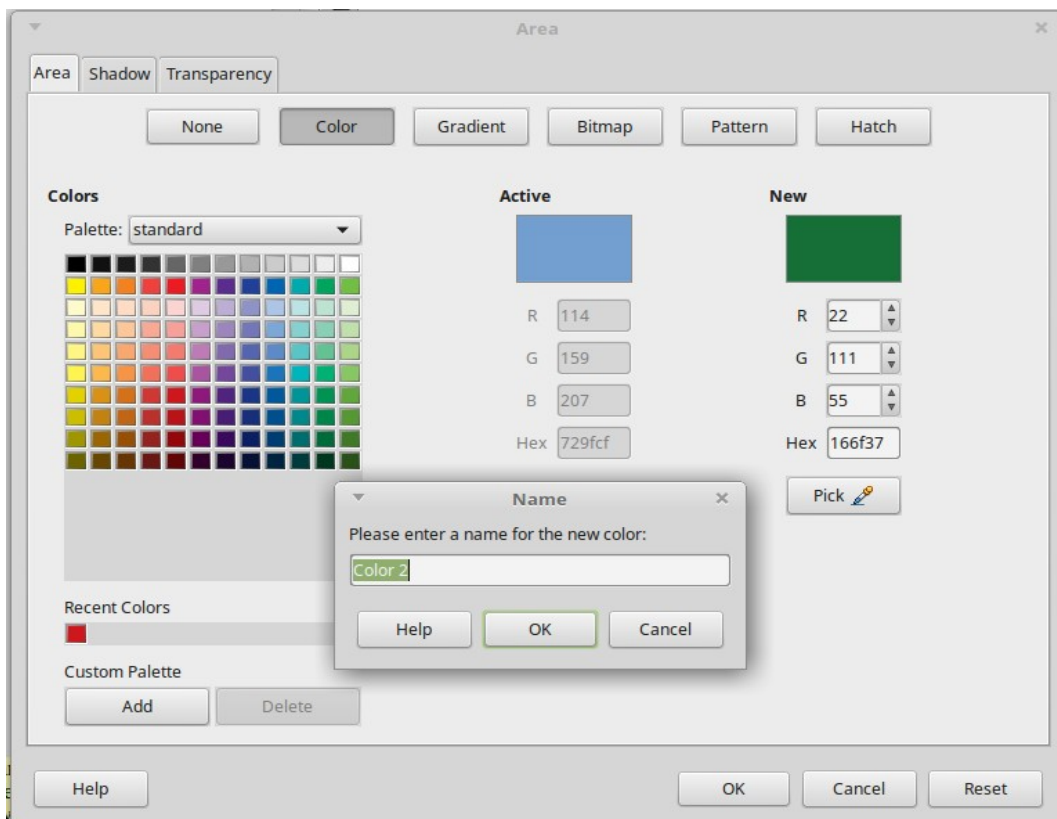 Area
Area Shadow Transparency
None Color Gradient Bitmap Pattern Hatch
Colors
Palette: standard
Active
R 114
G 159
B 207
Hex 729fcf
New
R 22
G 111
B 55
Hex 166f37
Pick
Name
Please enter a name for the new color:
Color 2
Help OK Cancel
Recent Colors
Custom Palette
Add Delete
Help OK Cancel Reset